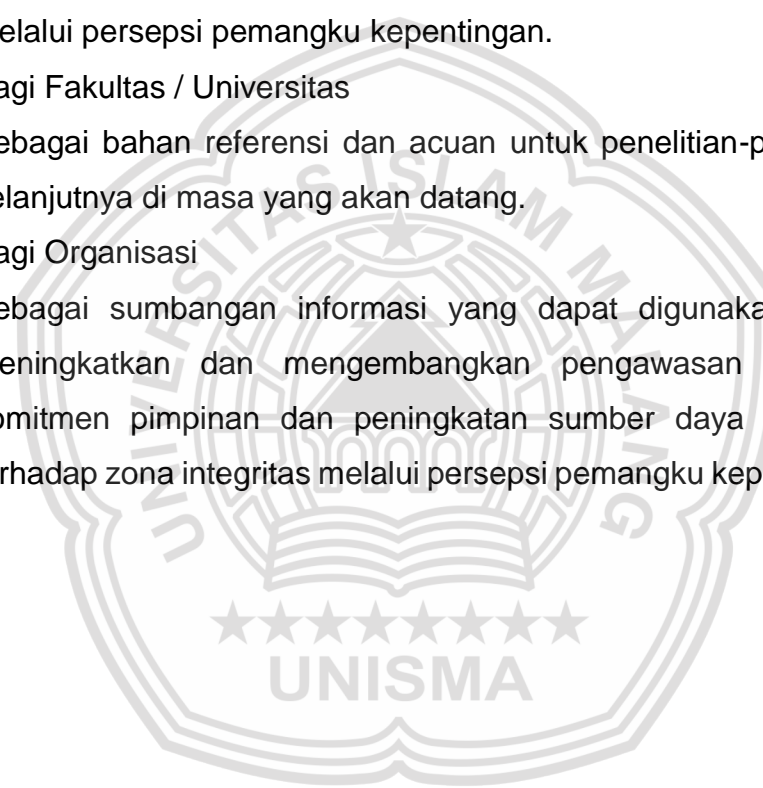 elalui persepsi pemangku kepentingan.
agi Fakultas / Universitas
ebagai bahan referensi dan acuan untuk penelitian-p
elanjutnya di masa yang akan datang.
agi Organisasi
ebagai sumbangan informasi yang dapat digunaka
eningkatkan dan mengembangkan pengawasan
omitmen pimpinan dan peningkatan sumber daya
rhadap zona integritas melalui persepsi pemangku kep
UNIVERSITAS ISLAM MALANG
UNISMA